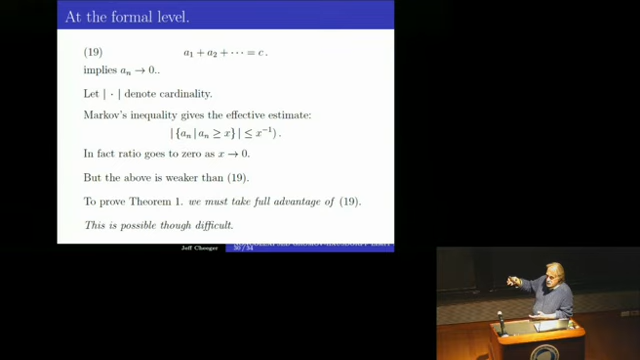 At the formal level.
(19) a₁ + a₂ + · · · = c.
implies aₙ → 0..
Let | · | denote cardinality.
Markov's inequality gives the effective estimate:
| {aₙ | aₙ ≥ x} | ≤ x⁻¹) .
In fact ratio goes to zero as x → 0.
But the above is weaker than (19).
To prove Theorem 1. we must take full advantage of (19).
This is possible though difficult.
Jeff Cheeger
30 / 34